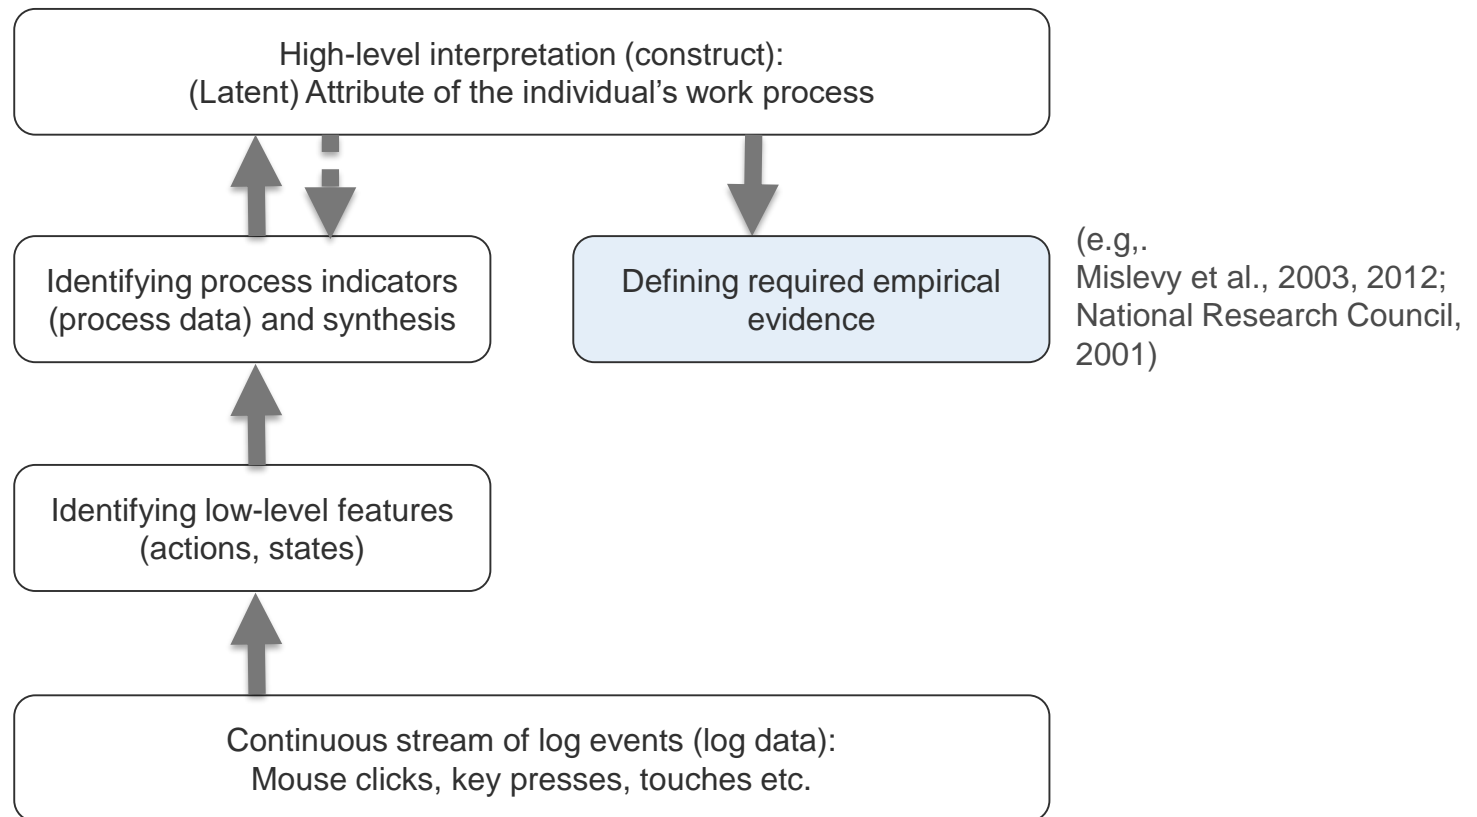 High-level interpretation (construct):
(Latent) Attribute of the individual's work process
Identifying process indicators
(process data) and synthesis
Defining required empirical
evidence
(e.g,.
Mislevy et al., 2003, 2012;
National Research Council,
2001)
Identifying low-level features
(actions, states)
Continuous stream of log events (log data):
Mouse clicks, key presses, touches etc.